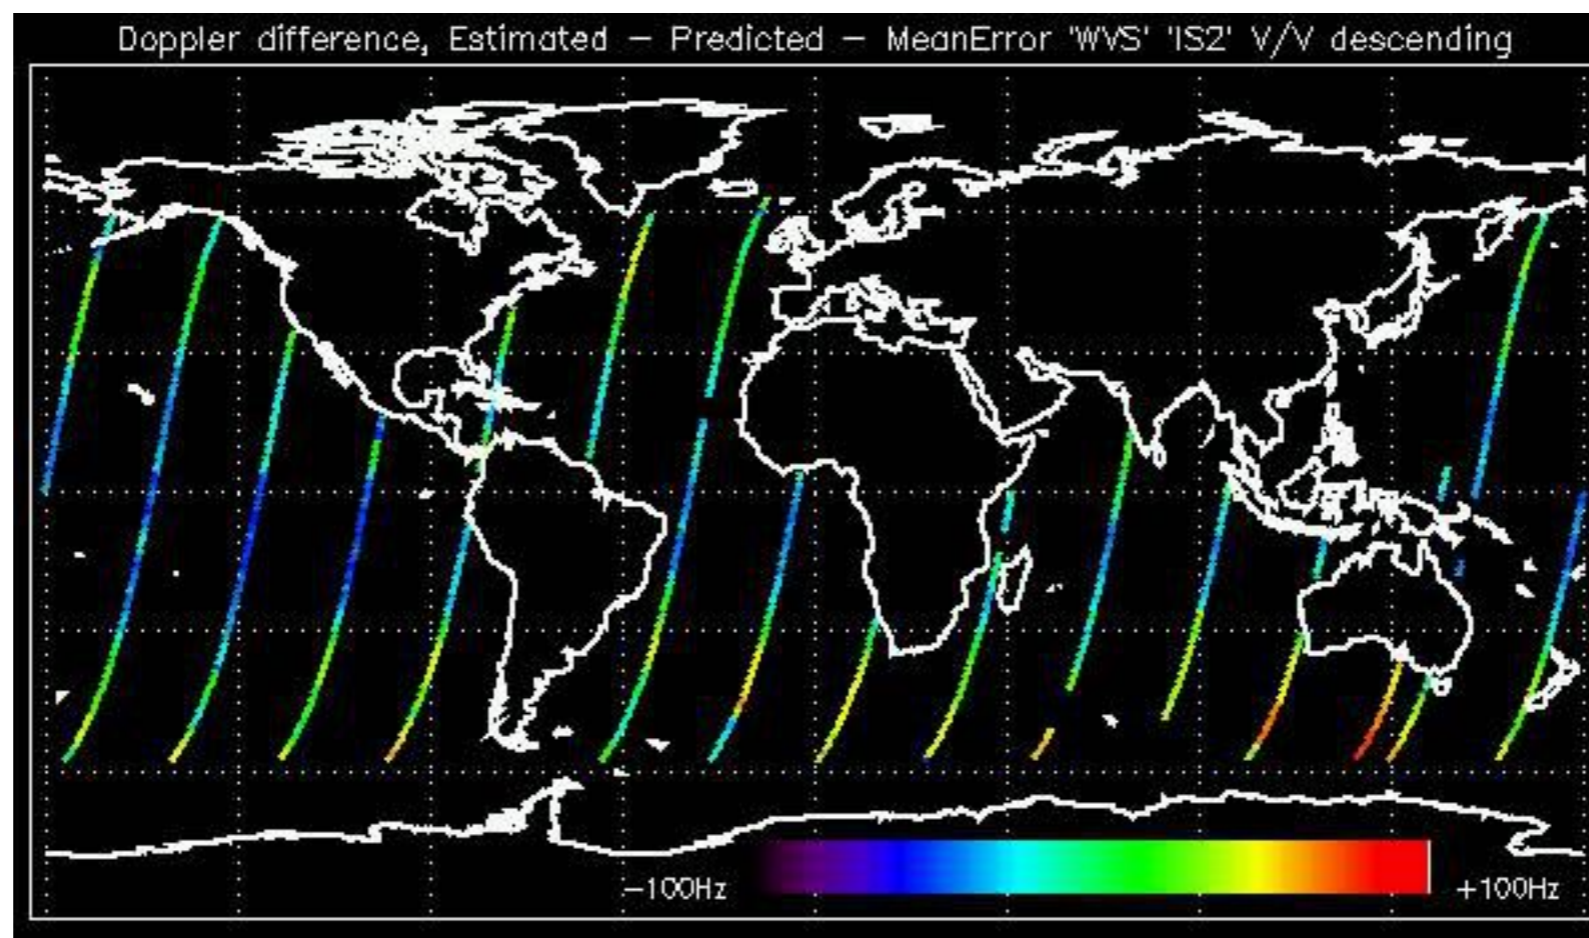 Doppler difference, Estimated – Predicted – MeanError 'WVS' 'IS2' V/V descending
–100Hz +100Hz